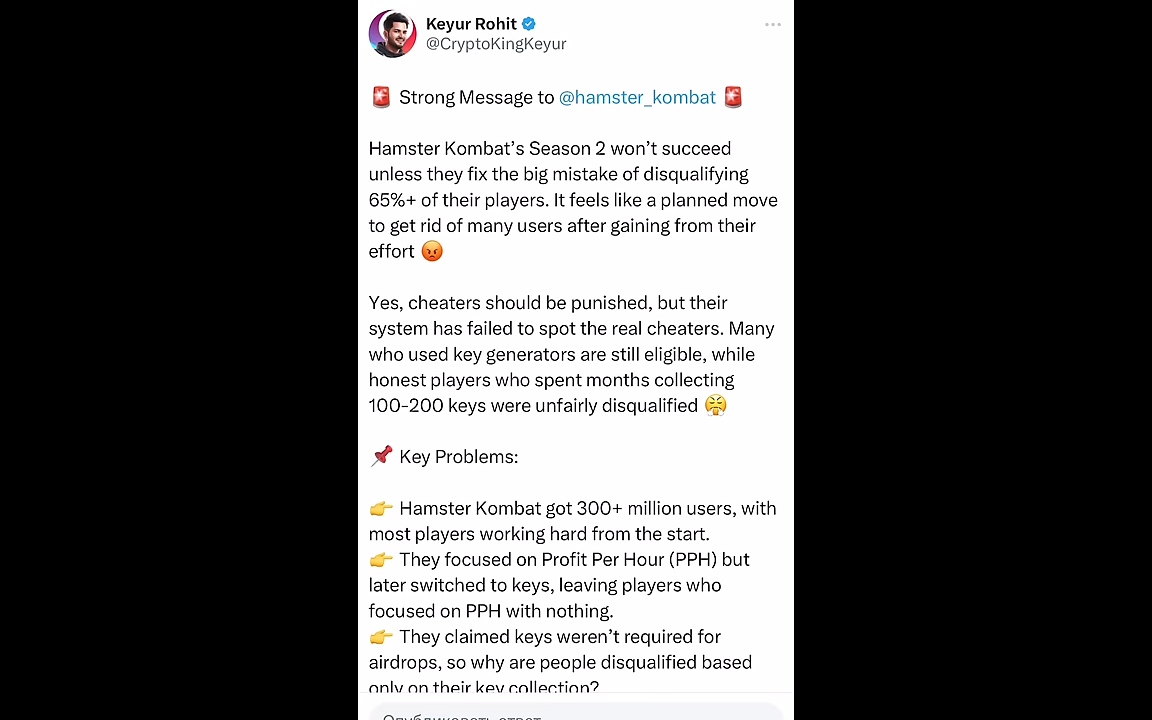 Keyur Rohit
@CryptoKingKeyur
🚨 Strong Message to @hamster_kombat 🚨
Hamster Kombat’s Season 2 won’t succeed
unless they fix the big mistake of disqualifying
65%+ of their players. It feels like a planned move
to get rid of many users after gaining from their
effort 😡
Yes, cheaters should be punished, but their
system has failed to spot the real cheaters. Many
who used key generators are still eligible, while
honest players who spent months collecting
100-200 keys were unfairly disqualified 😤
📌 Key Problems:
👉 Hamster Kombat got 300+ million users, with
most players working hard from the start.
👉 They focused on Profit Per Hour (PPH) but
later switched to keys, leaving players who
focused on PPH with nothing.
👉 They claimed keys weren’t required for
airdrops, so why are people disqualified based
only on their key collection?
Опубликовать ответ